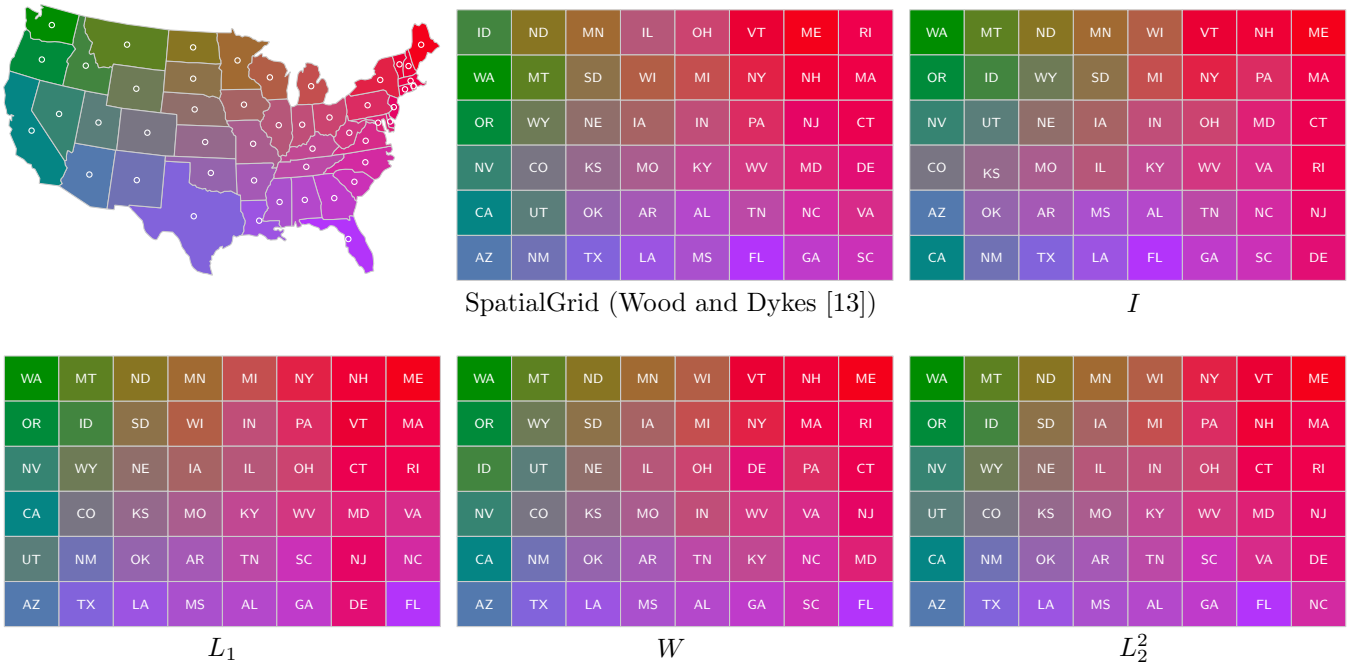 ID ND MN IL OH VT ME RI
WA MT SD WI MI NY NH MA
OR WY NE IA IN PA NJ CT
NV CO KS MO KY WV MD DE
CA UT OK AR AL TN NC VA
AZ NM TX LA MS FL GA SC
SpatialGrid (Wood and Dykes [13])
WA MT ND MN WI VT NH ME
OR ID WY SD MI NY PA MA
NV UT NE IA IN OH MD CT
CO KS MO IL KY WV VA RI
AZ OK AR MS AL TN NC NJ
CA NM TX LA FL GA SC DE
I
WA MT ND MN MI NY NH ME
OR ID SD WI IN PA VT MA
NV WY NE IA IL OH CT RI
CA CO KS MO KY WV MD VA
UT NM OK AR TN SC NJ NC
AZ TX LA MS AL GA DE FL
L₁
WA MT ND MN WI VT NH ME
OR WY SD IA MI NY MA RI
ID UT NE IL OH DE PA CT
NV CO KS MO IN WV VA NJ
CA NM OK AR TN KY NC MD
AZ TX LA MS AL GA SC FL
W
WA MT ND MN WI NY VT ME
OR ID SD IA MI PA NH MA
NV WY NE IL IN OH CT RI
UT CO KS MO KY WV MD NJ
CA NM OK AR TN SC VA DE
AZ TX LA MS AL GA FL NC
L₂²